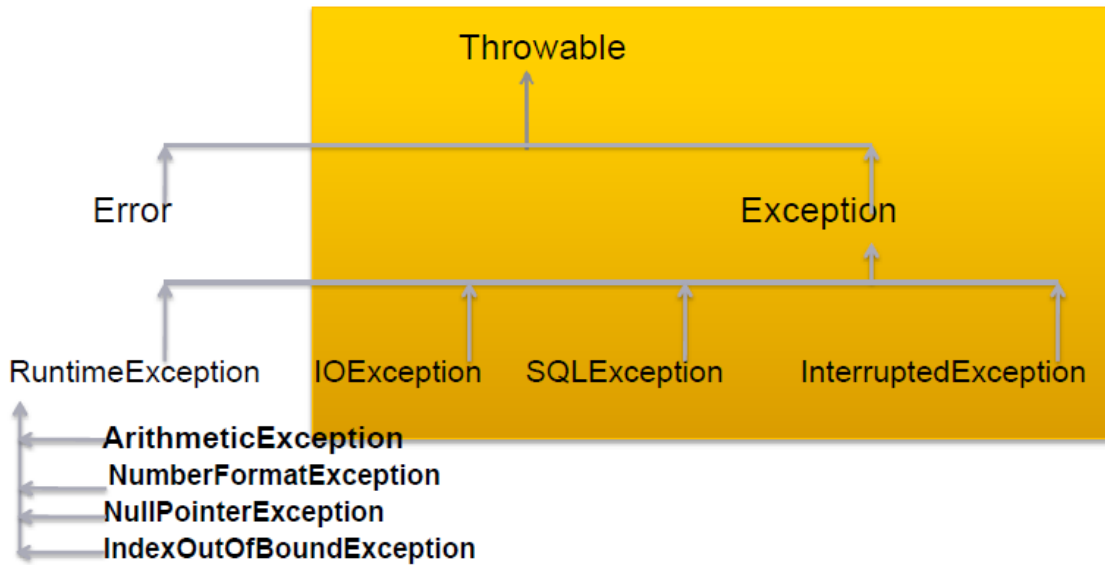 Throwable
Error
Exception
RuntimeException
IOException
SQLException
InterruptedException
ArithmeticException
NumberFormatException
NullPointerException
IndexOutOfBoundException